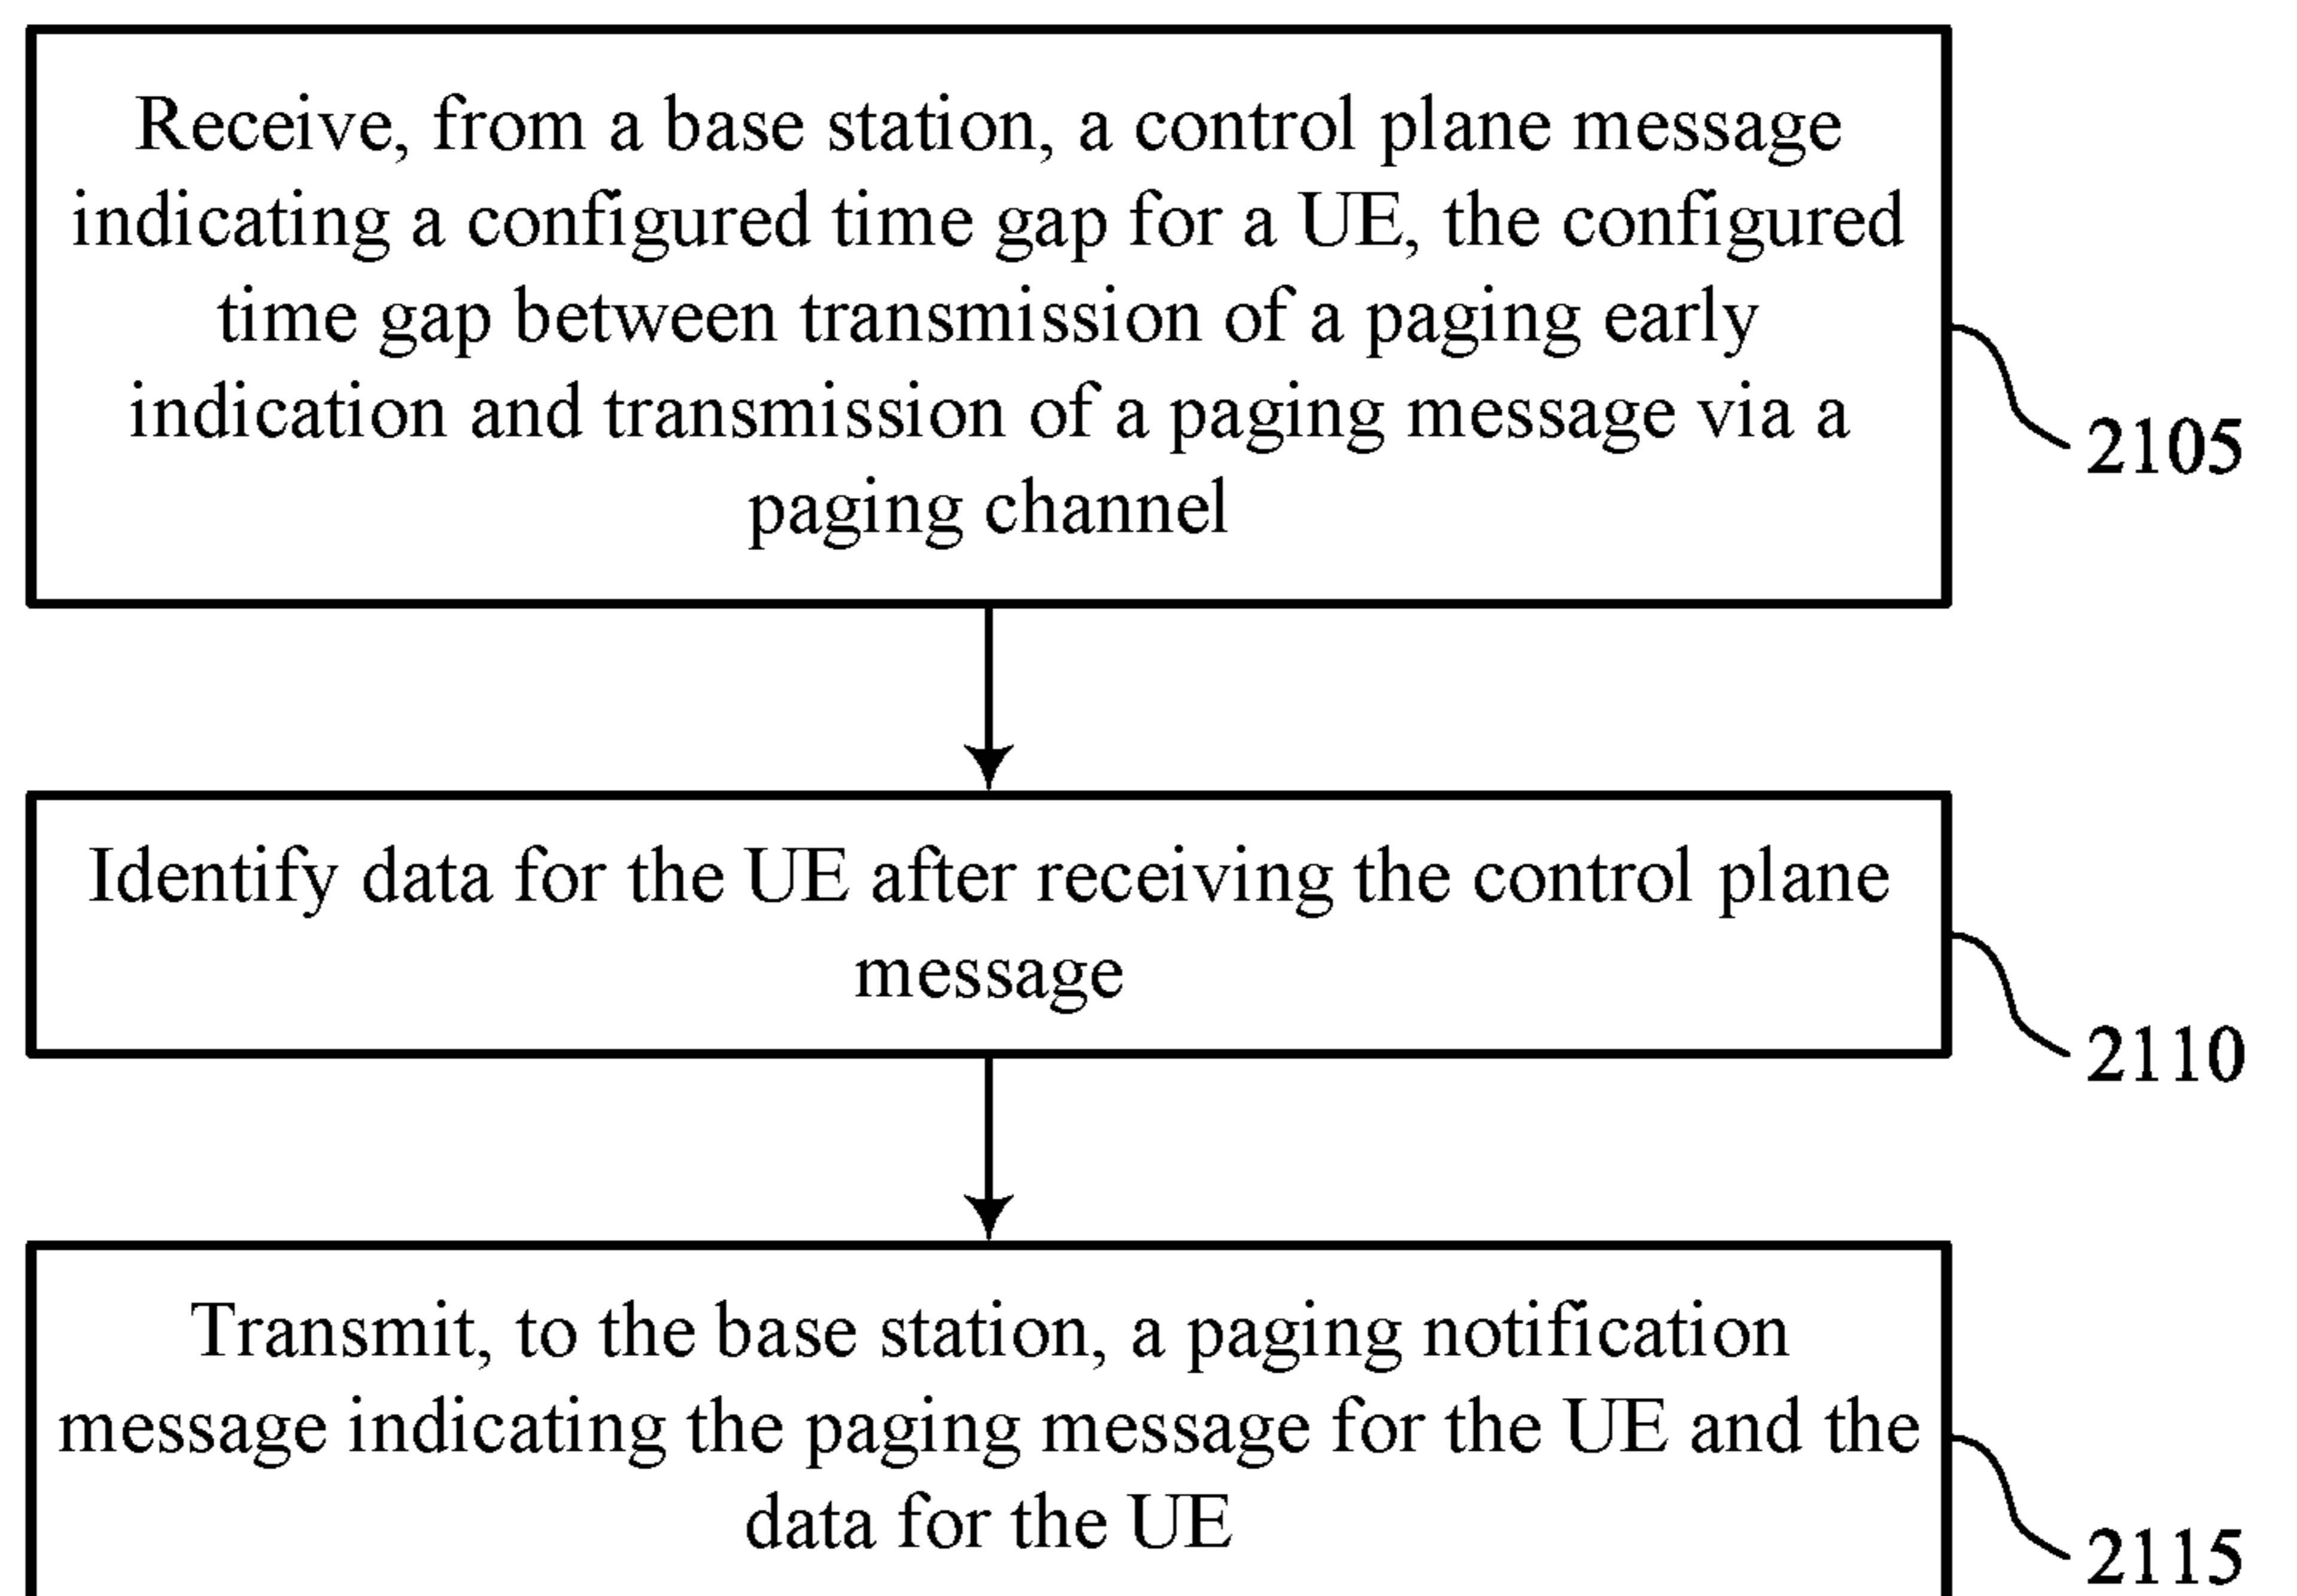 Receive, from a base station, a control plane message
indicating a configured time gap for a UE, the configured
time gap between transmission of a paging early
indication and transmission of a paging message via a
paging channel
2105
Identify data for the UE after receiving the control plane
message
2110
Transmit, to the base station, a paging notification
message indicating the paging message for the UE and the
data for the UE
2115